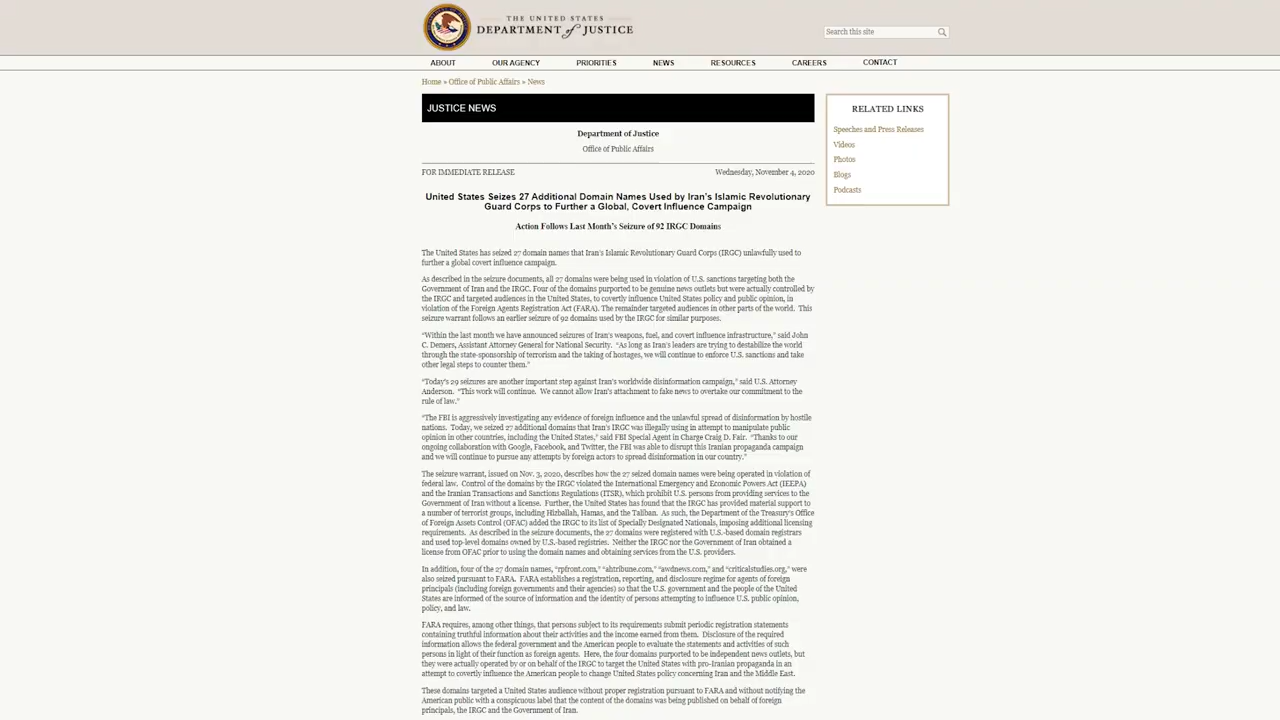 THE UNITED STATES
DEPARTMENT of JUSTICE
Search this site
ABOUT OUR AGENCY PRIORITIES NEWS RESOURCES CAREERS CONTACT
Home » Office of Public Affairs » News
JUSTICE NEWS
Department of Justice
Office of Public Affairs
FOR IMMEDIATE RELEASE Wednesday, November 4, 2020
United States Seizes 27 Additional Domain Names Used by Iran's Islamic Revolutionary
Guard Corps to Further a Global, Covert Influence Campaign
Action Follows Last Month's Seizure of 92 IRGC Domains
The United States has seized 27 domain names that Iran's Islamic Revolutionary Guard Corps (IRGC) unlawfully used to
further a global covert influence campaign.
As described in the seizure documents, all 27 domains were being used in violation of U.S. sanctions targeting both the
Government of Iran and the IRGC. Four of the domains purported to be genuine news outlets but were actually controlled by
the IRGC and targeted audiences in the United States, to covertly influence United States policy and public opinion, in
violation of the Foreign Agents Registration Act (FARA). The remainder targeted audiences in other parts of the world. This
seizure warrant follows an earlier seizure of 92 domains used by the IRGC for similar purposes.
"Within the last month we have announced seizures of Iran's weapons, fuel, and covert influence infrastructure," said John
C. Demers, Assistant Attorney General for National Security. "As long as Iran's leaders are trying to destabilize the world
through the state-sponsorship of terrorism and the taking of hostages, we will continue to enforce U.S. sanctions and take
other legal steps to counter them."
"Today's 29 seizures are another important step against Iran's worldwide disinformation campaign," said U.S. Attorney
Anderson. "This work will continue. We cannot allow Iran's attachment to fake news to overtake our commitment to the
rule of law."
"The FBI is aggressively investigating any evidence of foreign influence and the unlawful spread of disinformation by hostile
nations. Today, we seized 27 additional domains that Iran's IRGC was illegally using in attempt to manipulate public
opinion in other countries, including the United States," said FBI Special Agent in Charge Craig D. Fair. "Thanks to our
ongoing collaboration with Google, Facebook, and Twitter, the FBI was able to disrupt this Iranian propaganda campaign
and we will continue to pursue any attempts by foreign actors to spread disinformation in our country."
The seizure warrant, issued on Nov. 3, 2020, describes how the 27 seized domain names were being operated in violation of
federal law. Control of the domains by the IRGC violated the International Emergency and Economic Powers Act (IEEPA)
and the Iranian Transactions and Sanctions Regulations (ITSR), which prohibit U.S. persons from providing services to the
Government of Iran without a license. Further, the United States has found that the IRGC has provided material support to
a number of terrorist groups, including Hizballah, Hamas, and the Taliban. As such, the Department of the Treasury's Office
of Foreign Assets Control (OFAC) added the IRGC to its list of Specially Designated Nationals, imposing additional licensing
requirements. As described in the seizure documents, the 27 domains were registered with U.S.-based domain registrars
and used top-level domains owned by U.S.-based registries. Neither the IRGC nor the Government of Iran obtained a
license from OFAC prior to using the domain names and obtaining services from the U.S. providers.
In addition, four of the 27 domain names, "rpfront.com," "ahtribune.com," "awdnews.com," and "criticalstudies.org," were
also seized pursuant to FARA. FARA establishes a registration, reporting, and disclosure regime for agents of foreign
principals (including foreign governments and their agencies) so that the U.S. government and the people of the United
States are informed of the source of information and the identity of persons attempting to influence U.S. public opinion,
policy, and law.
FARA requires, among other things, that persons subject to its requirements submit periodic registration statements
containing truthful information about their activities and the income earned from them. Disclosure of the required
information allows the federal government and the American people to evaluate the statements and activities of such
persons in light of their function as foreign agents. Here, the four domains purported to be independent news outlets, but
they were actually operated by or on behalf of the IRGC to target the United States with pro-Iranian propaganda in an
attempt to covertly influence the American people to change United States policy concerning Iran and the Middle East.
These domains targeted a United States audience without proper registration pursuant to FARA and without notifying the
American public with a conspicuous label that the content of the domains was being published on behalf of foreign
principals, the IRGC and the Government of Iran.
RELATED LINKS
Speeches and Press Releases
Videos
Photos
Blogs
Podcasts